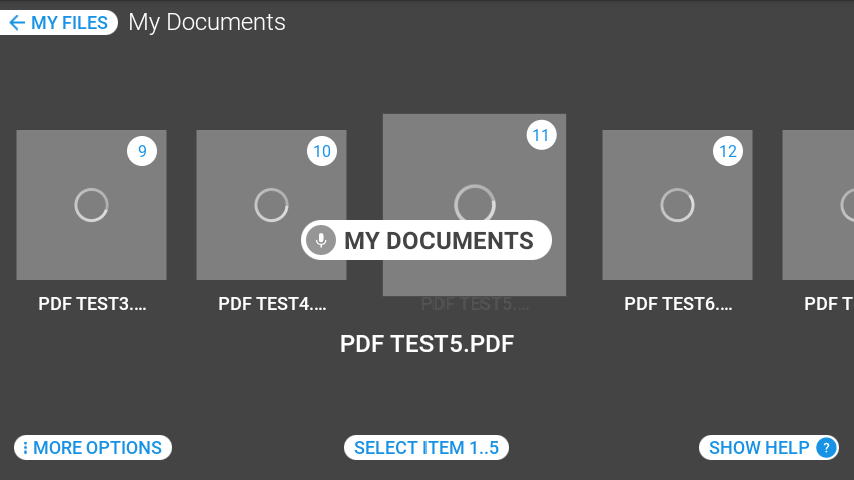 MY FILES My Documents
9 10 11 12
MY DOCUMENTS
PDF TEST3.... PDF TEST4.... PDF TEST5.... PDF TEST6.... PDF T
PDF TEST5.PDF
MORE OPTIONS SELECT ITEM 1..5 SHOW HELP ?